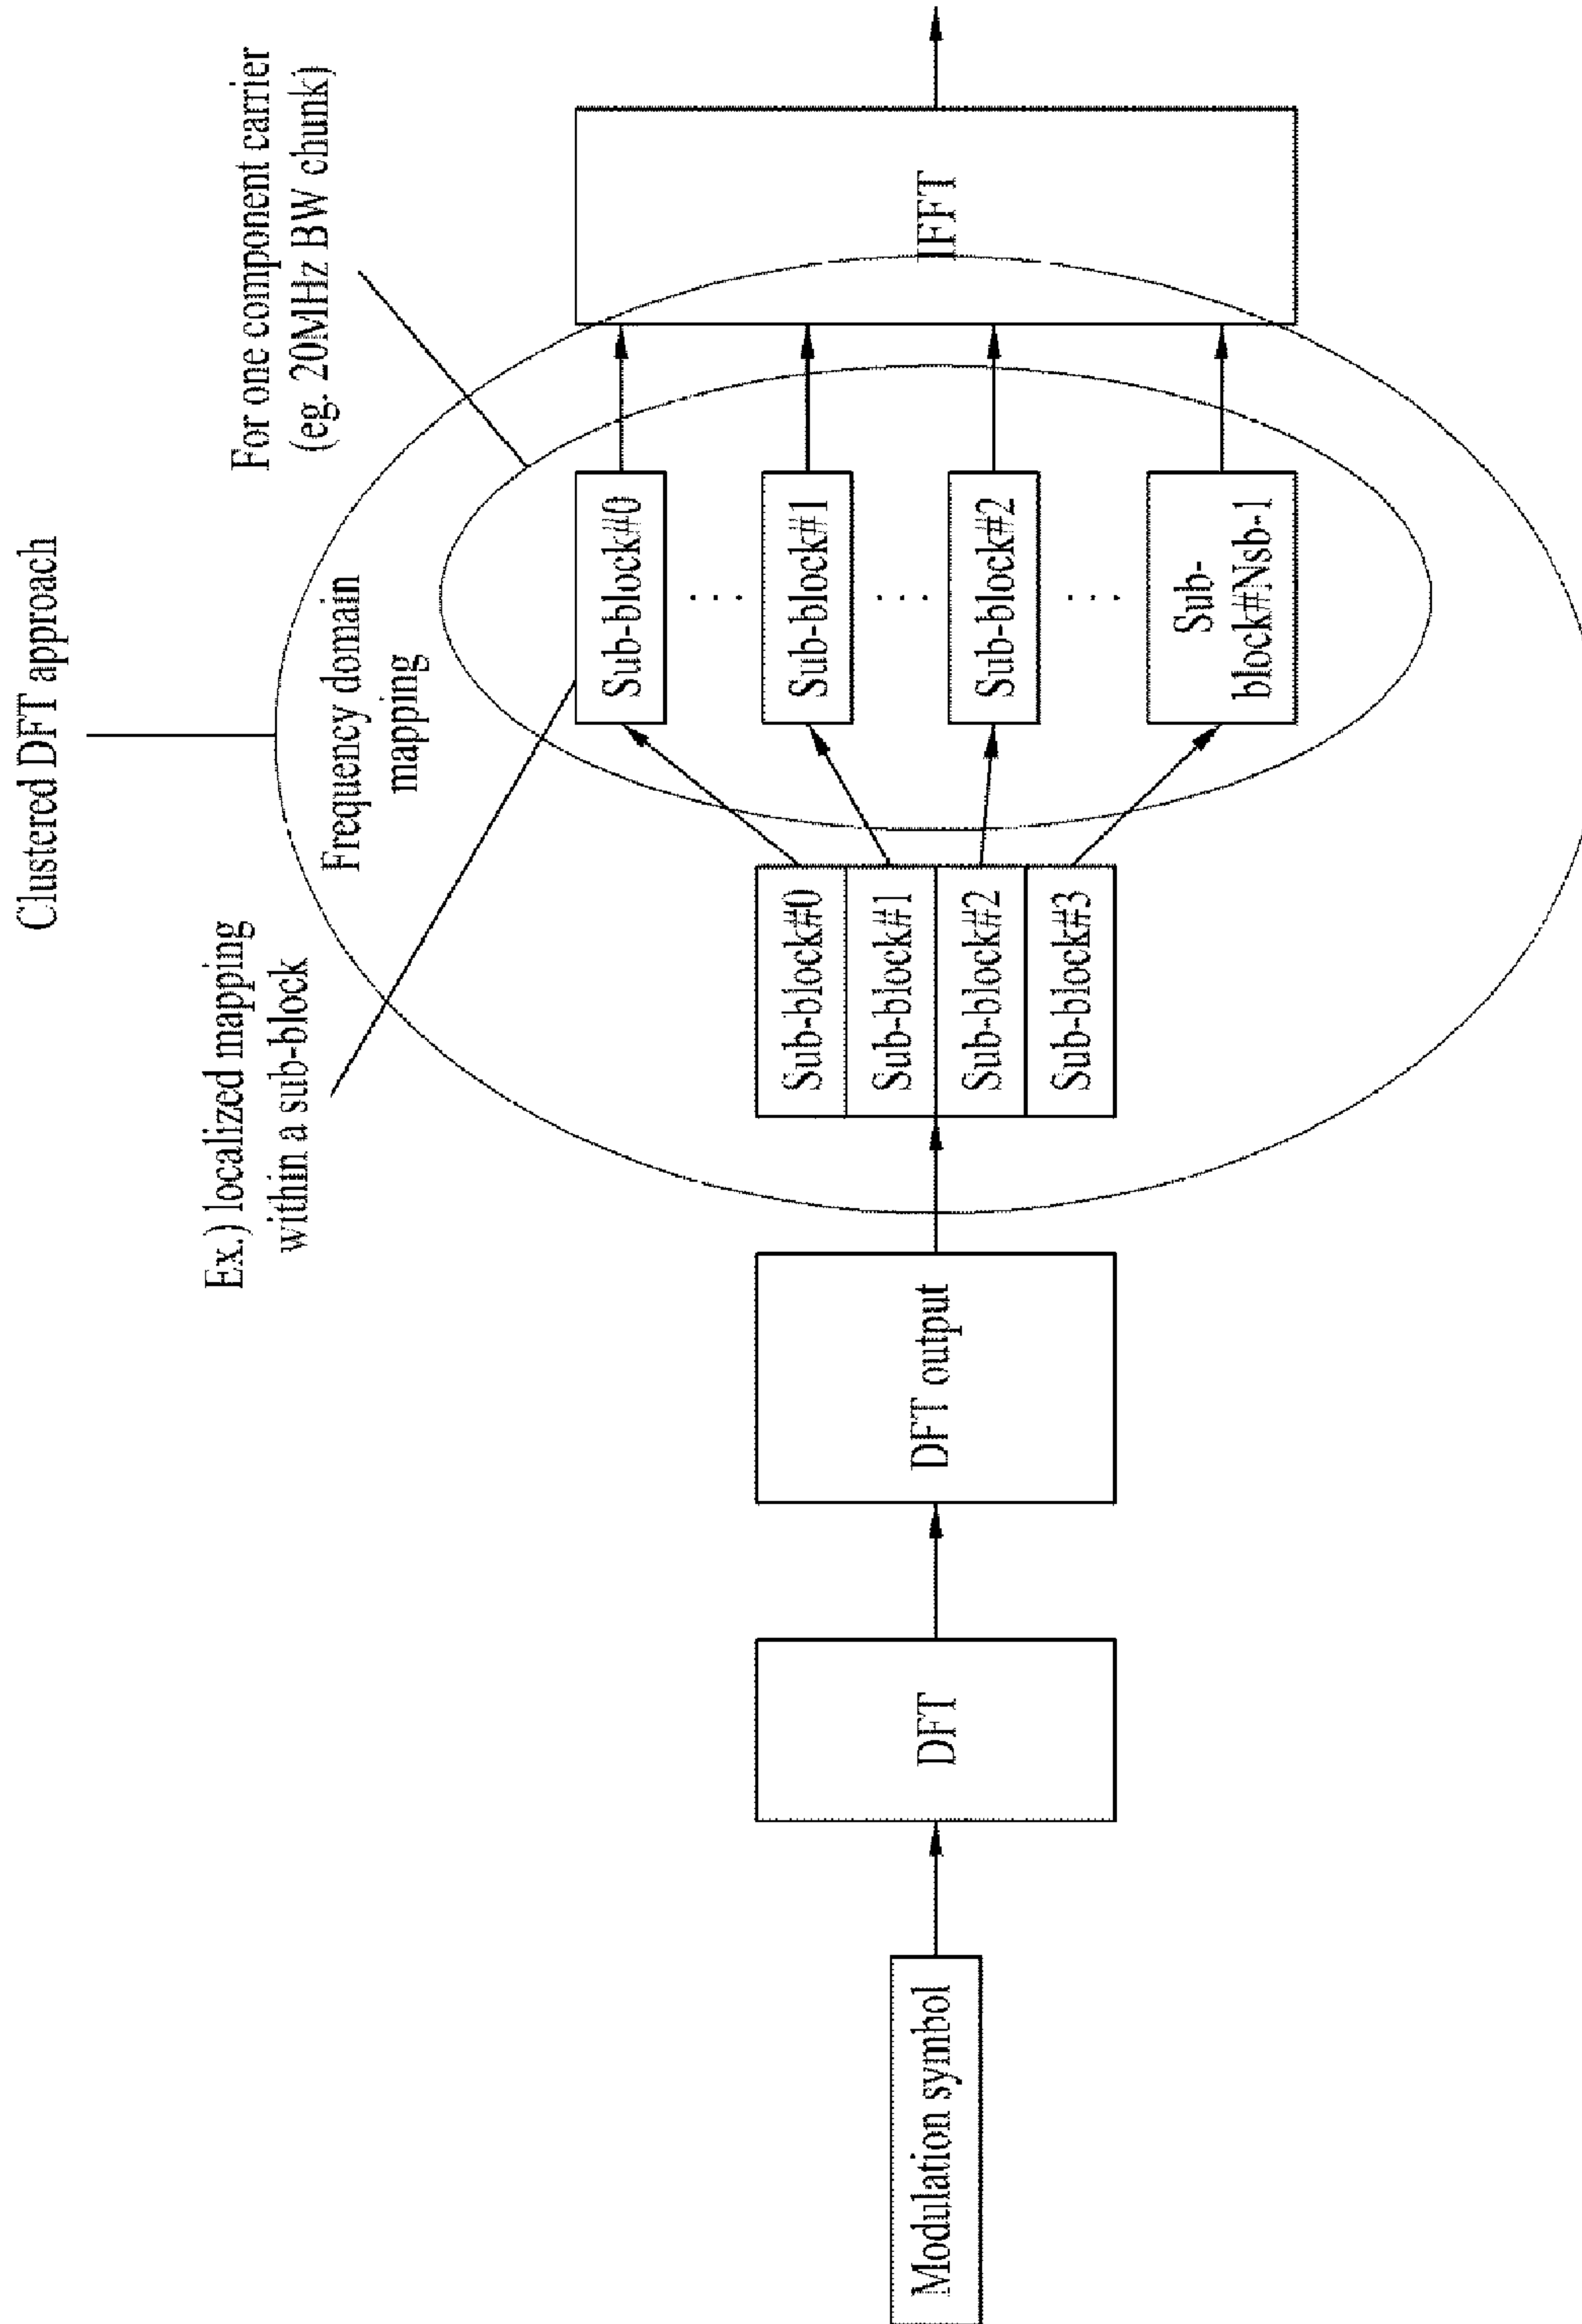 Clustered DFT approach
For one component carrier
(eg. 20MHz BW chunk)
Ex.) localized mapping
within a sub-block
Frequency domain
mapping
Modulation symbol
DFT
DFT output
Sub-block#0
Sub-block#1
Sub-block#2
Sub-block#3
Sub-block#0
. . .
Sub-block#1
. . .
Sub-block#2
. . .
Sub-
block#Nsb-1
IFFT